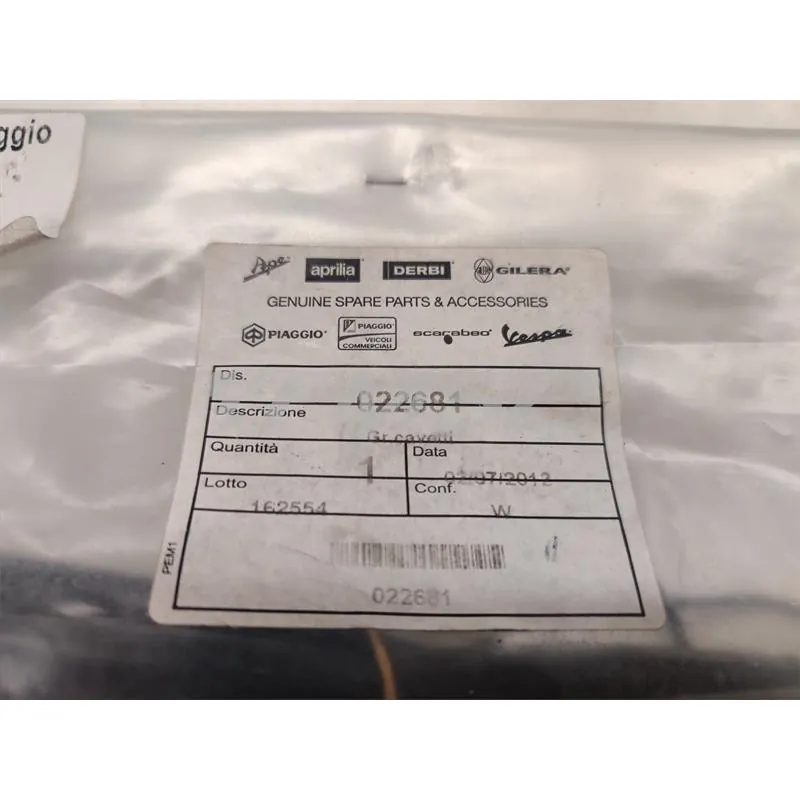 ggio
Ape aprilia DERBI GILERA
GENUINE SPARE PARTS & ACCESSORIES
PIAGGIO PIAGGIO VEICOLI COMMERCIALI scarabeo Vespa
Dis. 022681
Descrizione Gr.cavetti
Quantità 1 Data 02/07/2012
Lotto 162554 Conf. W
PEM1
022681